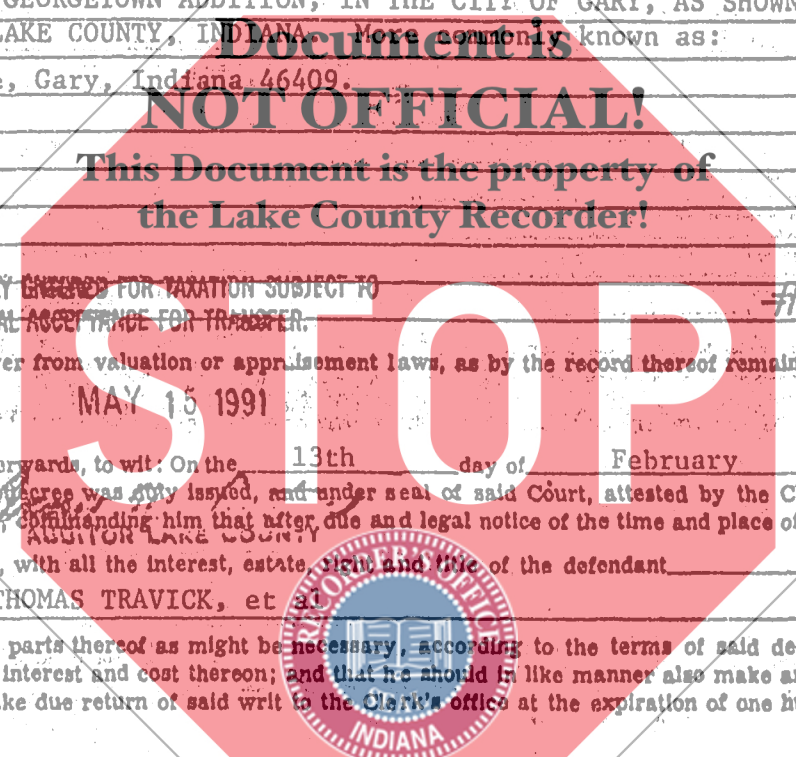 GEORGETOWN ADDITION, IN THE CITY OF GARY, AS SHOWN
LAKE COUNTY, INDIANA. More commonly known as:
Document is
e, Gary, Indiana 46409.
NOT OFFICIAL!
This Document is the property of
the Lake County Recorder!
FOR TAXATION SUBJECT TO
ACCEPTANCE FOR TRANSFER.
STOP
er from valuation or appraisement laws, as by the record thereof remain
MAY 15 1991
erwards, to wit: On the 13th day of February
decree was duly issued, and under seal of said Court, attested by the C
commanding him that after due and legal notice of the time and place of
AUDITOR LAKE COUNTY
, with all the interest, estate, right and title of the defendant
THOMAS TRAVICK, et al
parts thereof as might be necessary, according to the terms of said de
interest and cost thereon; and that he should in like manner also make a
ke due return of said writ to the Clerk's office at the expiration of one h
RECORDER'S OFFICE
INDIANA